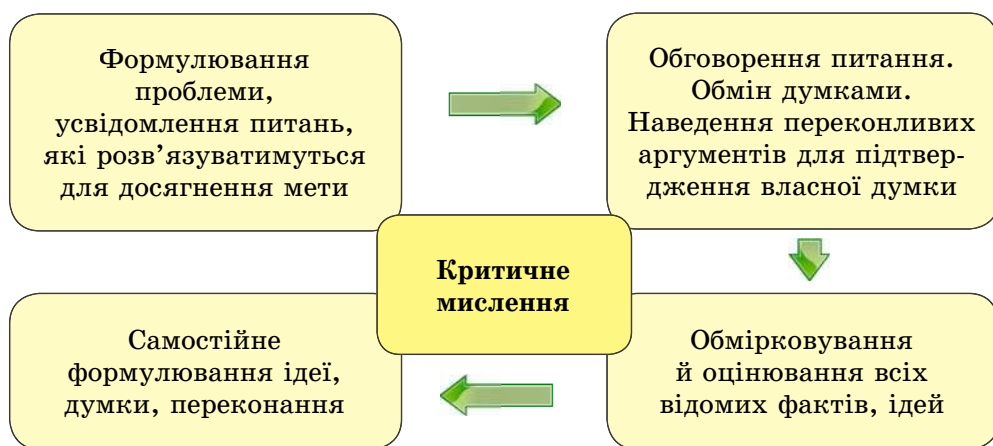 Формулювання
проблеми,
усвідомлення питань,
які розв’язуватимуться
для досягнення мети
Обговорення питання.
Обмін думками.
Наведення переконливих
аргументів для підтвер-
дження власної думки
Критичне
мислення
Обмірковування
й оцінювання всіх
відомих фактів, ідей
Самостійне
формулювання ідеї,
думки, переконання